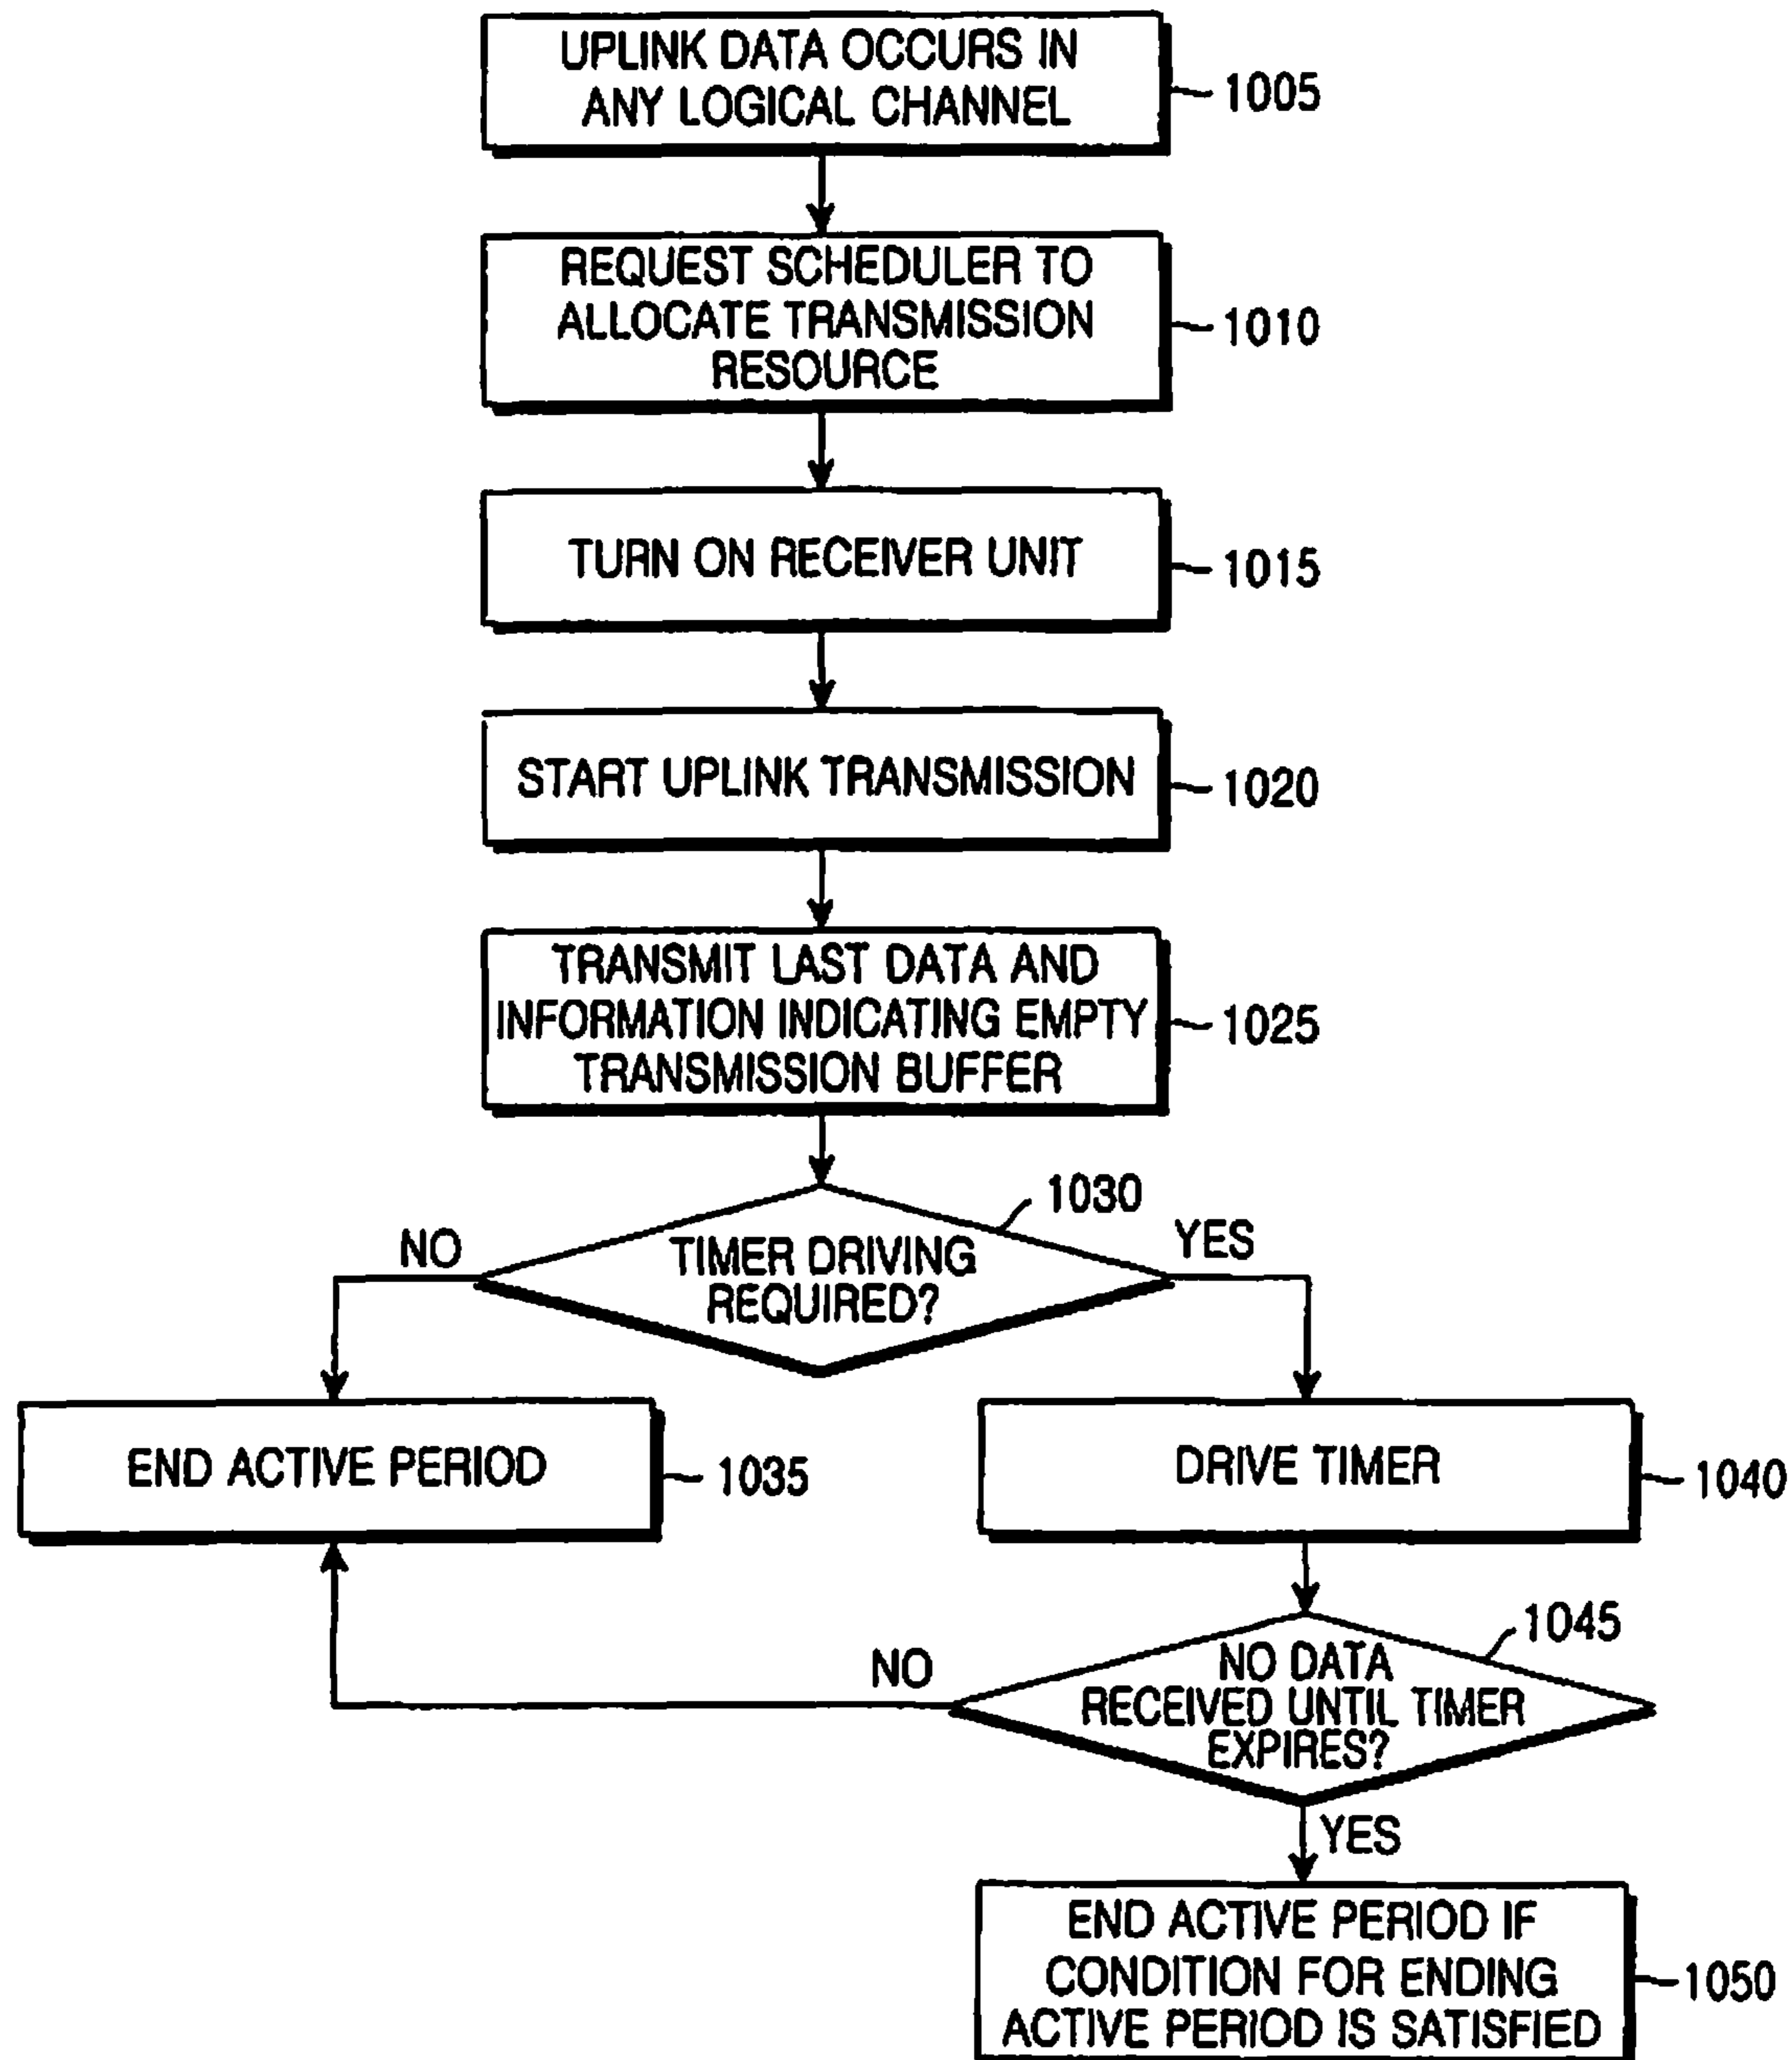 UPLINK DATA OCCURS IN
ANY LOGICAL CHANNEL
1005
REQUEST SCHEDULER TO
ALLOCATE TRANSMISSION
RESOURCE
1010
TURN ON RECEIVER UNIT
1015
START UPLINK TRANSMISSION
1020
TRANSMIT LAST DATA AND
INFORMATION INDICATING EMPTY
TRANSMISSION BUFFER
1025
1030
NO
TIMER DRIVING
REQUIRED?
YES
END ACTIVE PERIOD
1035
DRIVE TIMER
1040
1045
NO
NO DATA
RECEIVED UNTIL TIMER
EXPIRES?
YES
END ACTIVE PERIOD IF
CONDITION FOR ENDING
ACTIVE PERIOD IS SATISFIED
1050